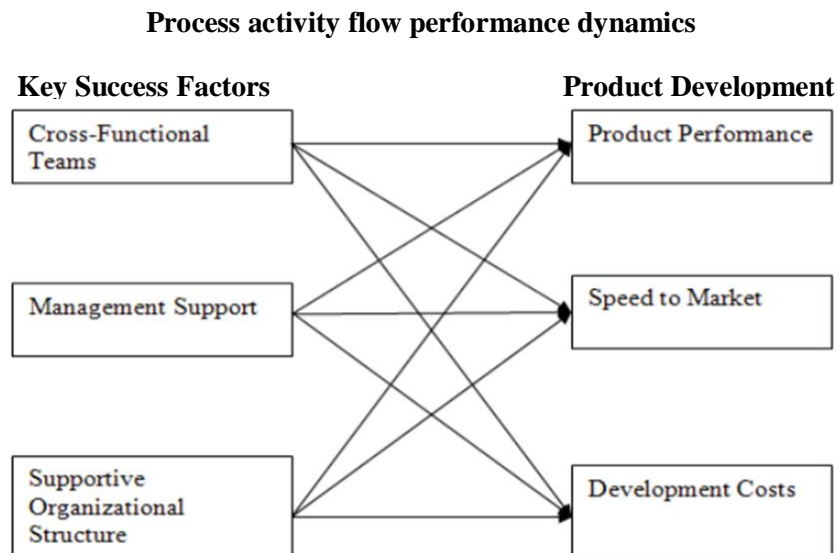 Process activity flow performance dynamics
Key Success Factors
Product Development
Cross-Functional
Teams
Product Performance
Management Support
Speed to Market
Supportive
Organizational
Structure
Development Costs